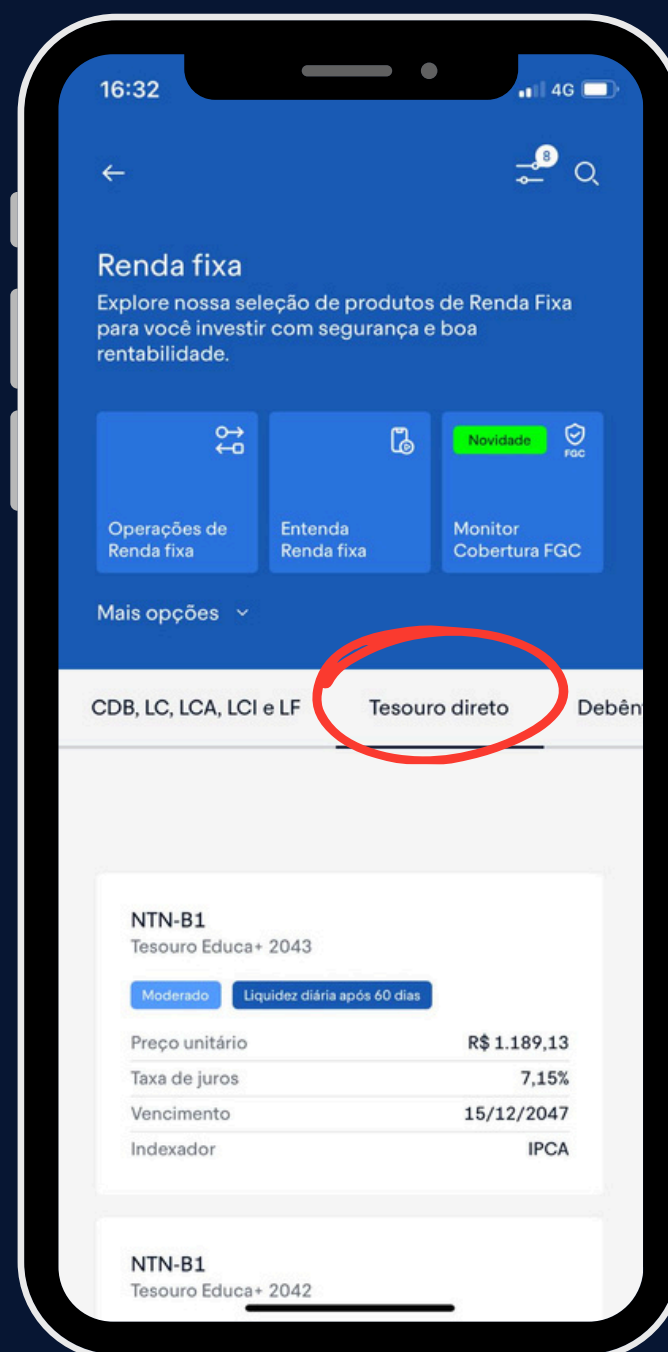 16:32
4G
8
Renda fixa
Explore nossa seleção de produtos de Renda Fixa
para você investir com segurança e boa
rentabilidade.
Novidade
FGC
Operações de
Renda fixa
Entenda
Renda fixa
Monitor
Cobertura FGC
Mais opções
CDB, LC, LCA, LCI e LF
Tesouro direto
Debên
NTN-B1
Tesouro Educa+ 2043
Moderado
Liquidez diária após 60 dias
Preço unitário R$ 1.189,13
Taxa de juros 7,15%
Vencimento 15/12/2047
Indexador IPCA
NTN-B1
Tesouro Educa+ 2042